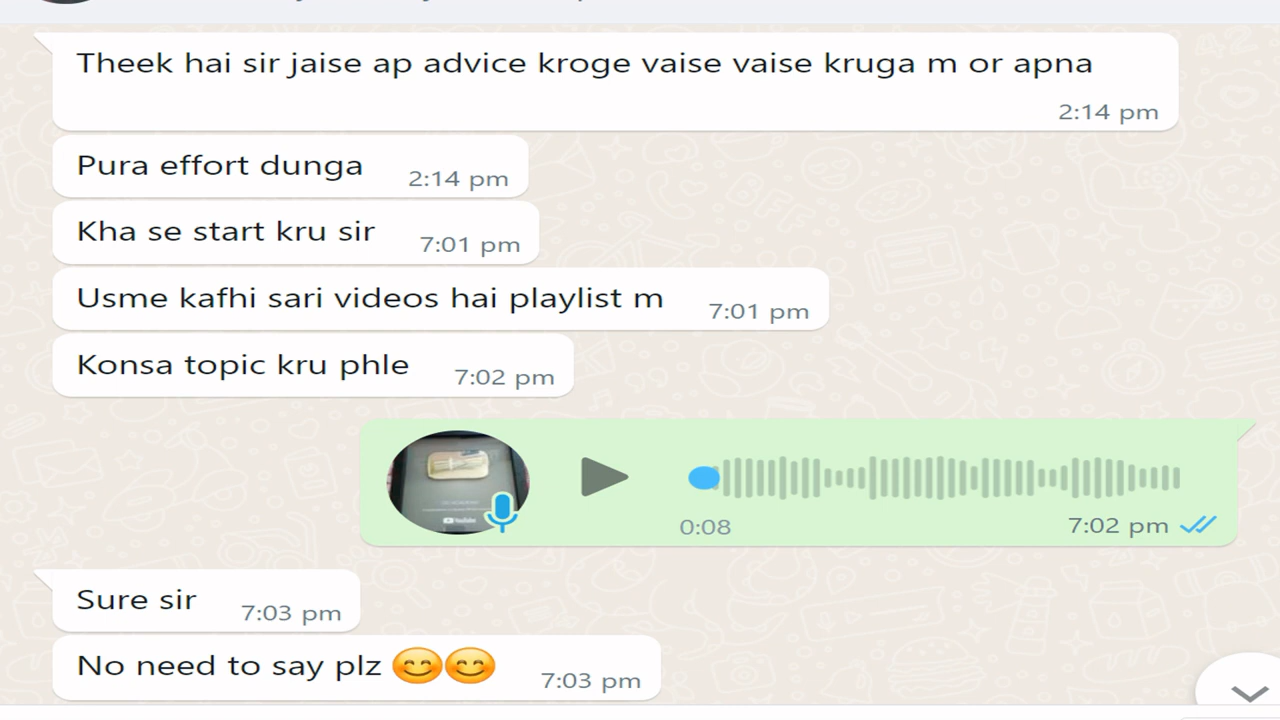 Theek hai sir jaise ap advice kroge vaise vaise kruga m or apna
2:14 pm
Pura effort dunga 2:14 pm
Kha se start kru sir 7:01 pm
Usme kafhi sari videos hai playlist m 7:01 pm
Konsa topic kru phle 7:02 pm
YouTube
0:08 7:02 pm
Sure sir 7:03 pm
No need to say plz 😊😊 7:03 pm